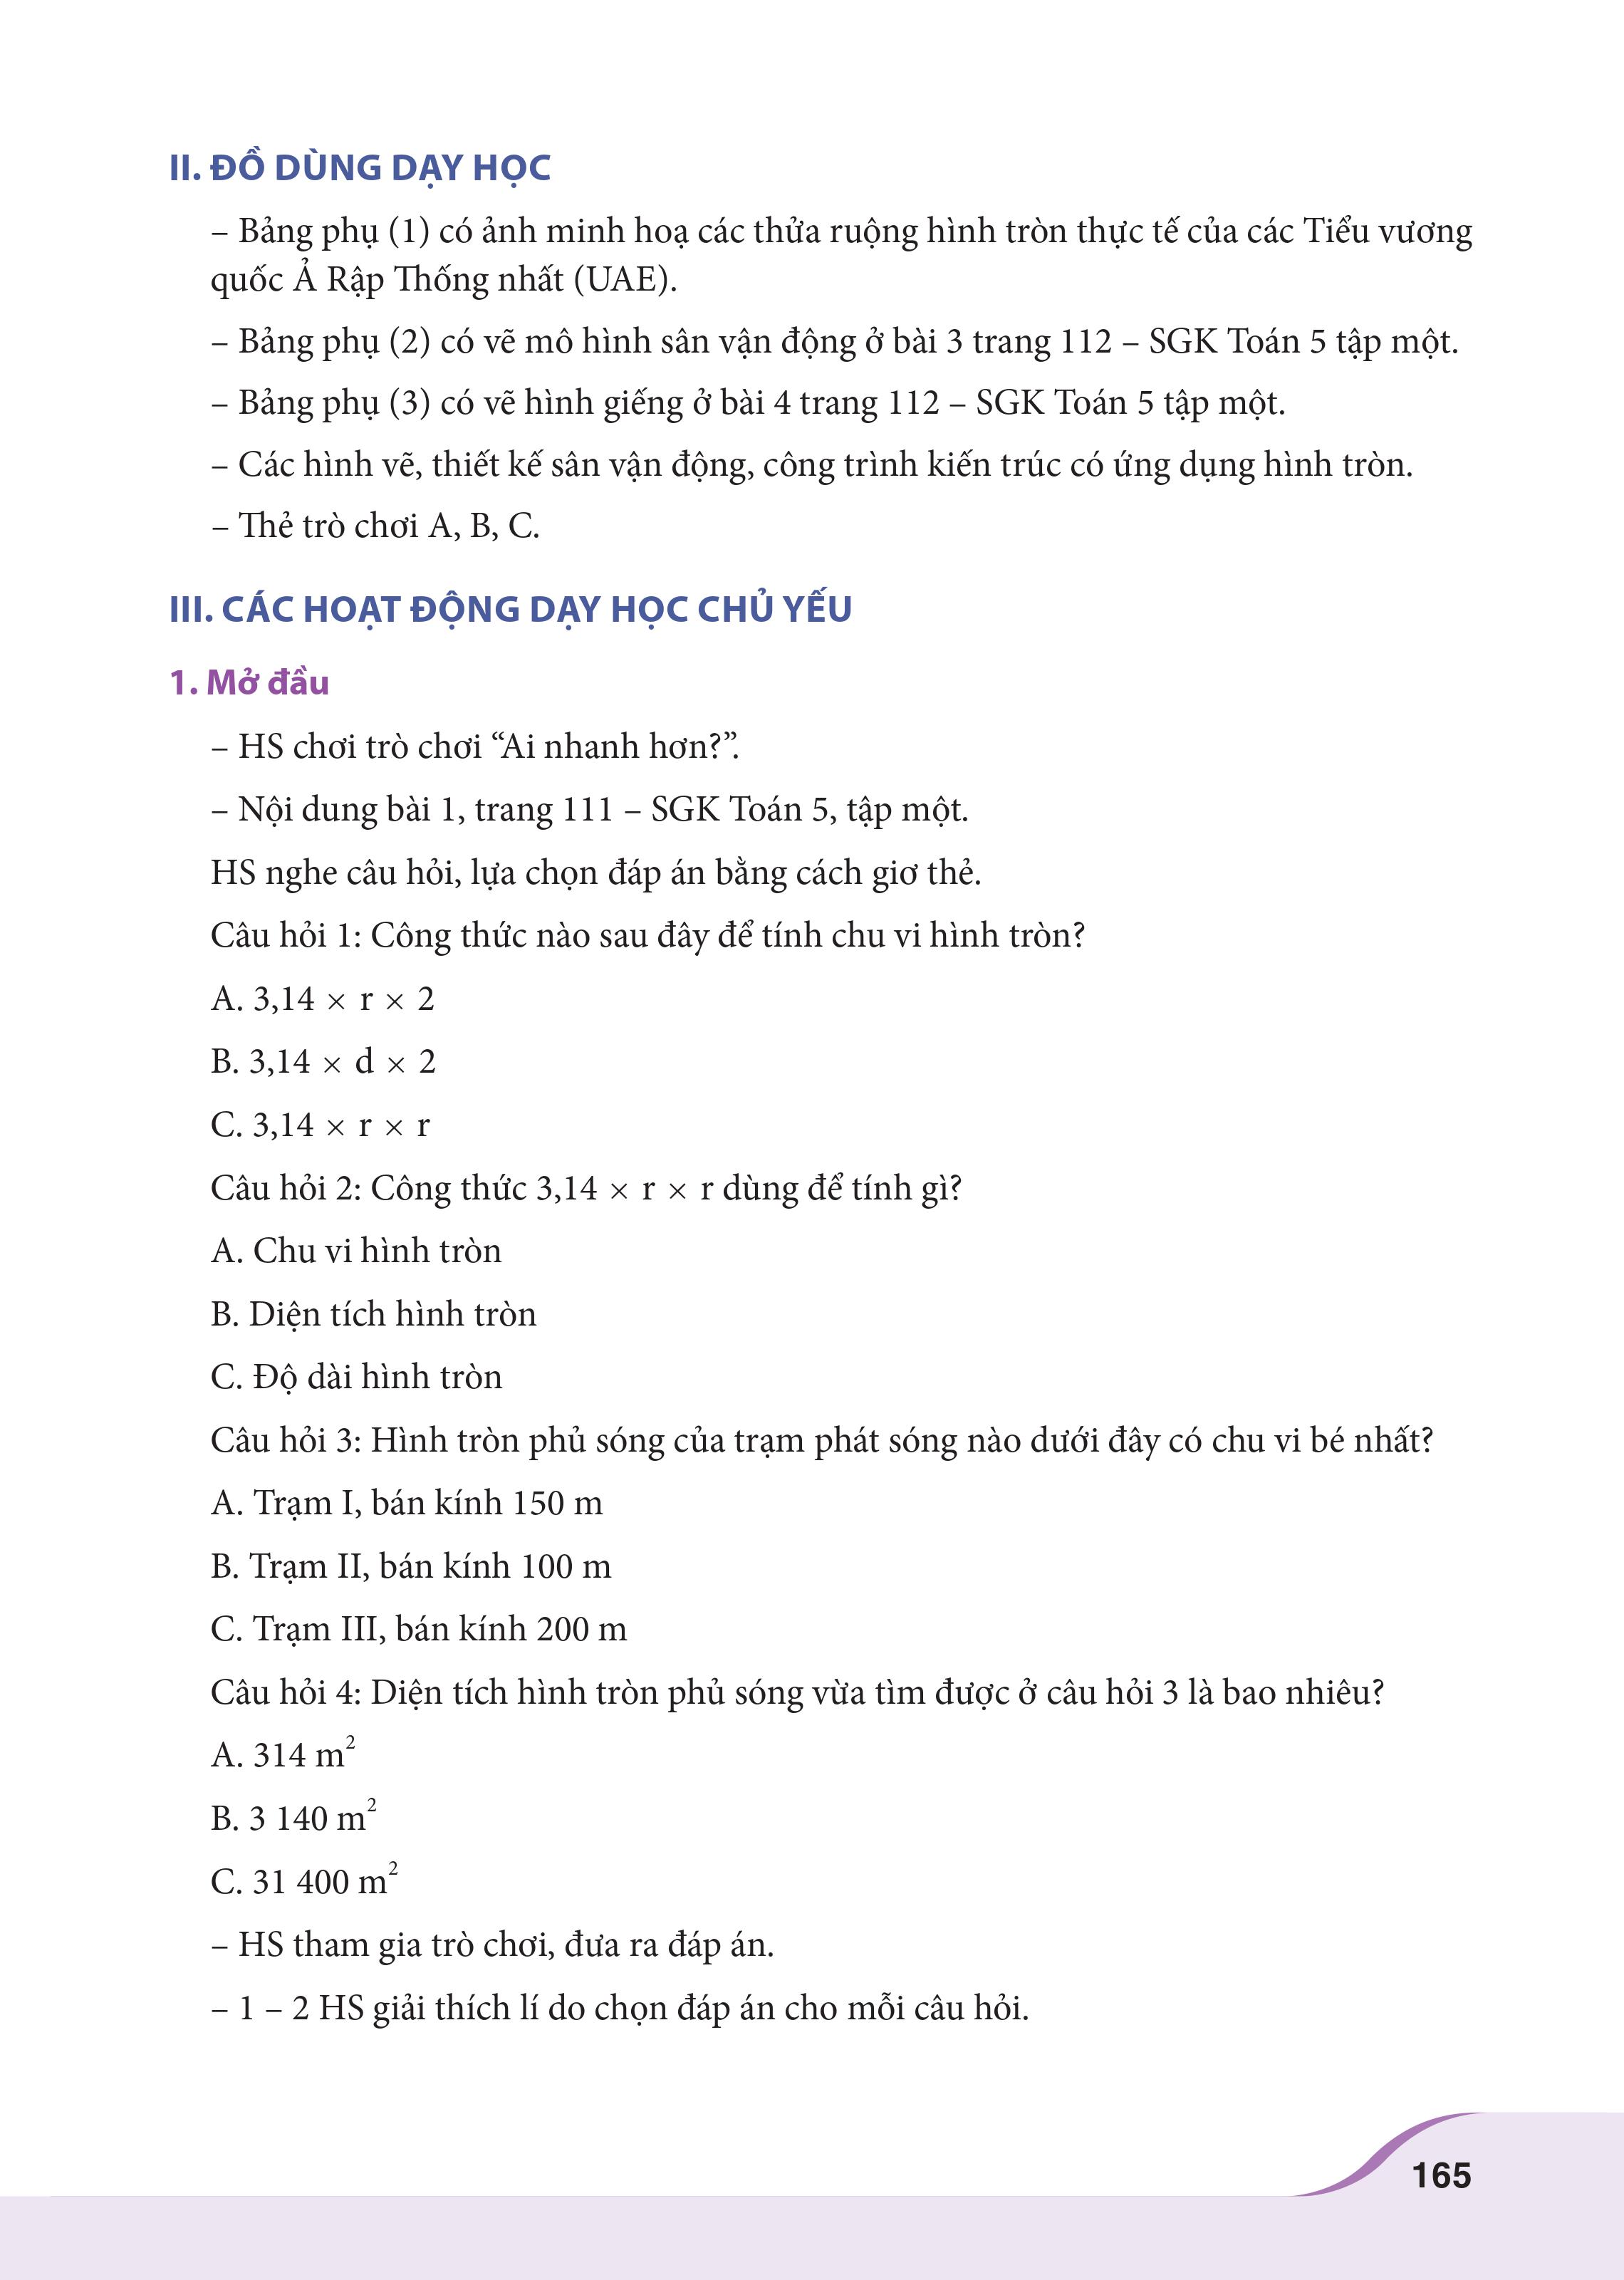 II. ĐỒ DÙNG DẠY HỌC
– Bảng phụ (1) có ảnh minh hoạ các thửa ruộng hình tròn thực tế của các Tiểu vương
quốc Ả Rập Thống nhất (UAE).
– Bảng phụ (2) có vẽ mô hình sân vận động ở bài 3 trang 112 – SGK Toán 5 tập một.
– Bảng phụ (3) có vẽ hình giếng ở bài 4 trang 112 – SGK Toán 5 tập một.
– Các hình vẽ, thiết kế sân vận động, công trình kiến trúc có ứng dụng hình tròn.
– Thẻ trò chơi A, B, C.
III. CÁC HOẠT ĐỘNG DẠY HỌC CHỦ YẾU
1. Mở đầu
– HS chơi trò chơi “Ai nhanh hơn?”.
– Nội dung bài 1, trang 111 – SGK Toán 5, tập một.
HS nghe câu hỏi, lựa chọn đáp án bằng cách giơ thẻ.
Câu hỏi 1: Công thức nào sau đây để tính chu vi hình tròn?
A. 3,14 × r × 2
B. 3,14 × d × 2
C. 3,14 × r × r
Câu hỏi 2: Công thức 3,14 × r × r dùng để tính gì?
A. Chu vi hình tròn
B. Diện tích hình tròn
C. Độ dài hình tròn
Câu hỏi 3: Hình tròn phủ sóng của trạm phát sóng nào dưới đây có chu vi bé nhất?
A. Trạm I, bán kính 150 m
B. Trạm II, bán kính 100 m
C. Trạm III, bán kính 200 m
Câu hỏi 4: Diện tích hình tròn phủ sóng vừa tìm được ở câu hỏi 3 là bao nhiêu?
A. 314 m²
B. 3 140 m²
C. 31 400 m²
– HS tham gia trò chơi, đưa ra đáp án.
– 1 – 2 HS giải thích lí do chọn đáp án cho mỗi câu hỏi.
165